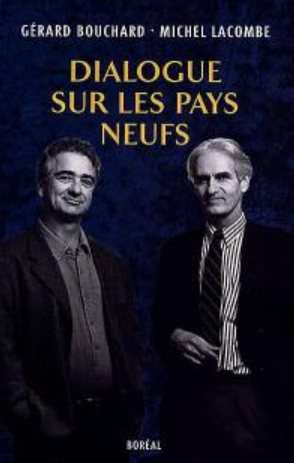 GÉRARD BOUCHARD · MICHEL LACOMBE
DIALOGUE
SUR LES PAYS
NEUFS
BORÉAL